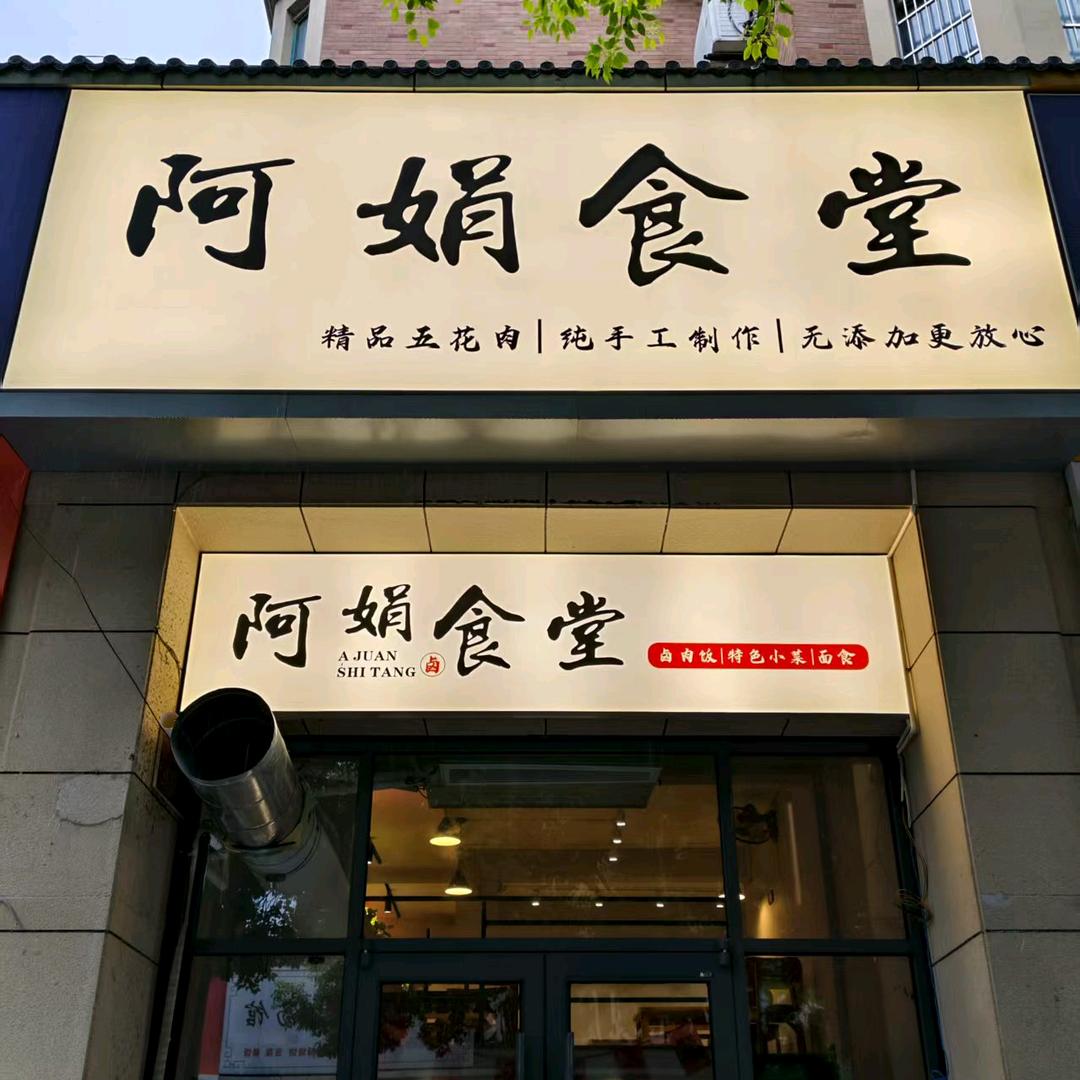 阿娟食堂
精品五花肉|纯手工制作|无添加更放心
阿娟食堂
A JUAN
SHI TANG
卤
卤肉饭|特色小菜|面食